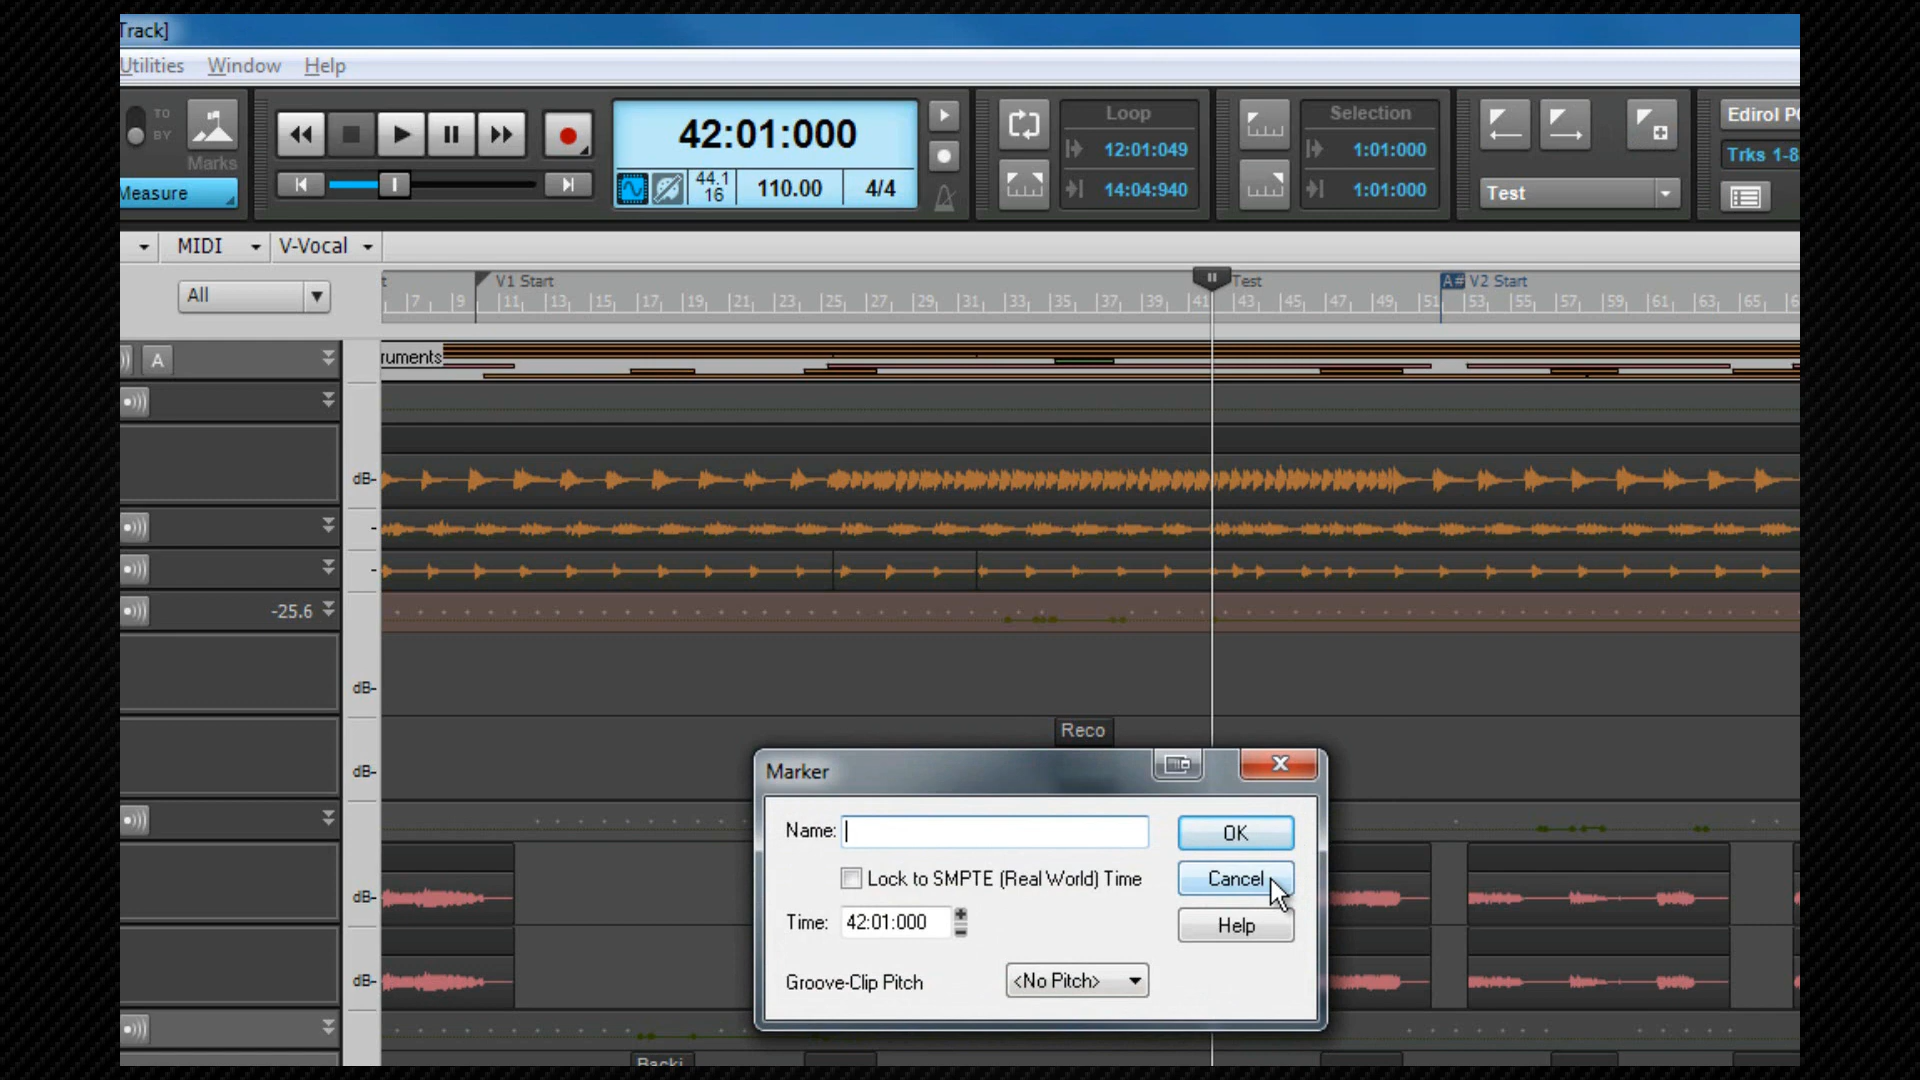 Track]
Utilities Window Help
TO
BY
Marks
Measure
42:01:000
44.1
16
110.00
4/4
Loop
12:01:049
14:04:940
Selection
1:01:000
1:01:000
Test
Edirol
Trks 1-8
MIDI
V-Vocal
All
V1 Start
Test
A# V2 Start
7 9 11 13 15 17 19 21 23 25 27 29 31 33 35 37 39 41 43 45 47 49 51 53 55 57 59 61 63 65
A
ruments
dB-
-25.6
dB-
Reco
dB-
Marker
Name:
OK
Lock to SMPTE (Real World) Time
Cancel
dB-
Time: 42:01:000
Help
Groove-Clip Pitch
<No Pitch>
dB-
Backi